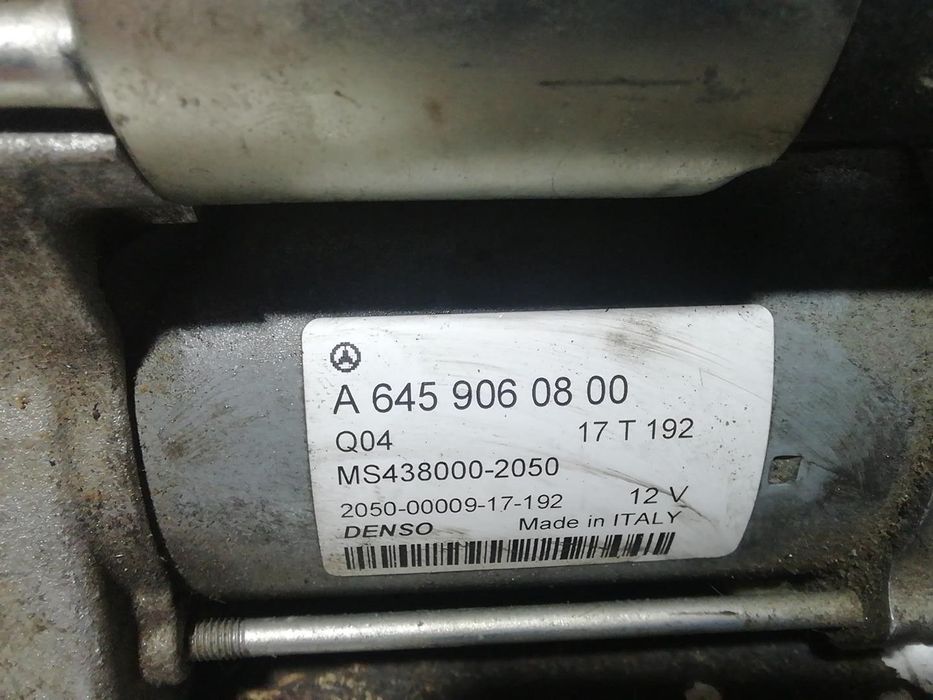 A 645 906 08 00
Q04 17 T 192
MS438000-2050
2050-00009-17-192 12 V
DENSO Made in ITALY